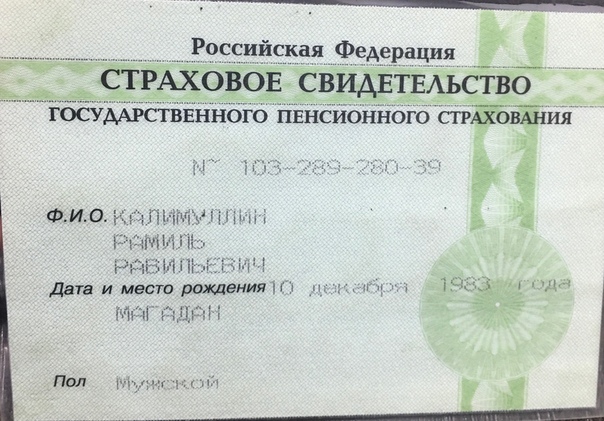 Российская Федерация
СТРАХОВОЕ СВИДЕТЕЛЬСТВО
ГОСУДАРСТВЕННОГО ПЕНСИОННОГО СТРАХОВАНИЯ
N~ 103-289-280-39
Ф.И.О. КАЛИМУЛЛИН
РАМИЛЬ
РАВИЛЬЕВИЧ
Дата и место рождения 10 декабря 1983 года
МАГАДАН
Пол Мужской